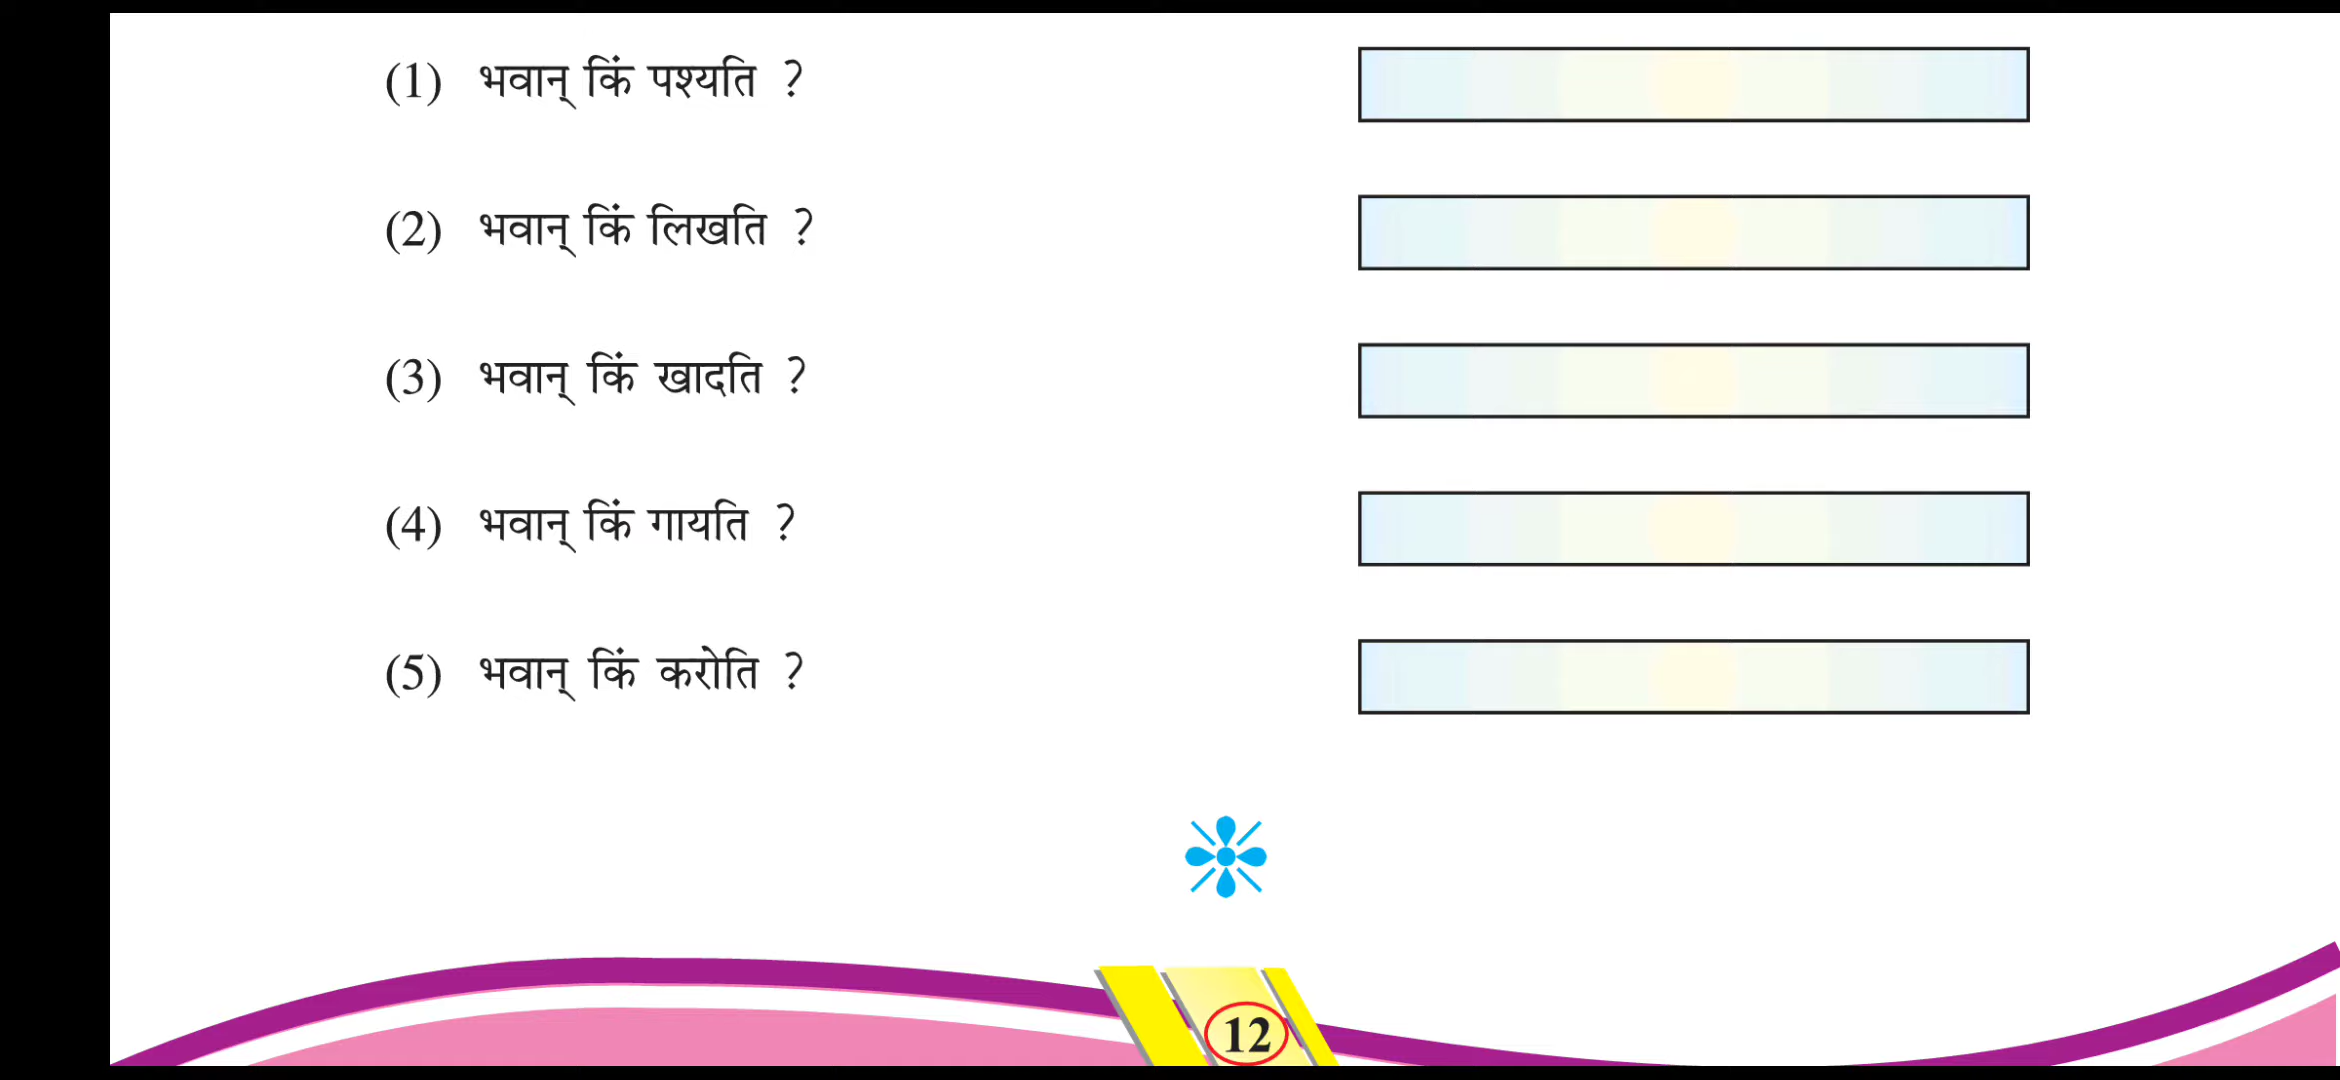 (1) भवान् किं पश्यति ?
(2) भवान् किं लिखति ?
(3) भवान् किं खादति ?
(4) भवान् किं गायति ?
(5) भवान् किं करोति ?
12